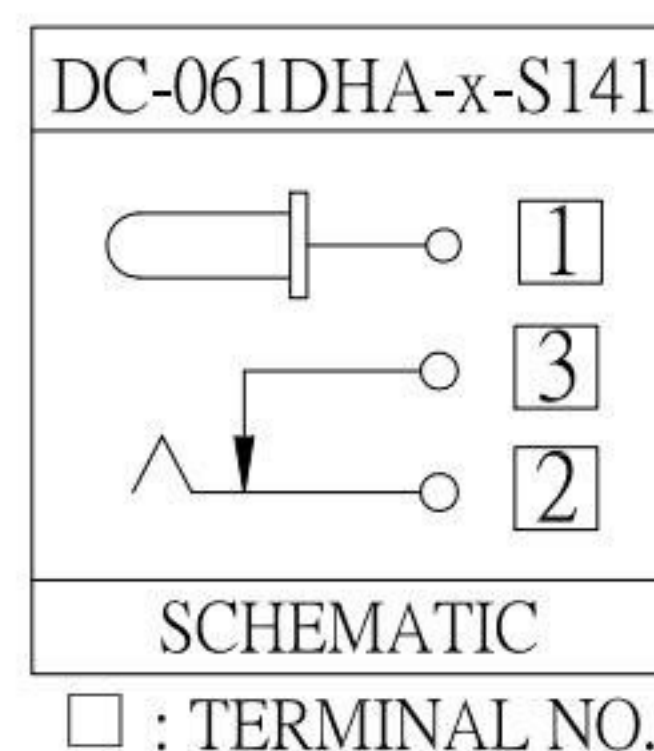 DC-061DHA-x-S141
1
3
2
SCHEMATIC
: TERMINAL NO.